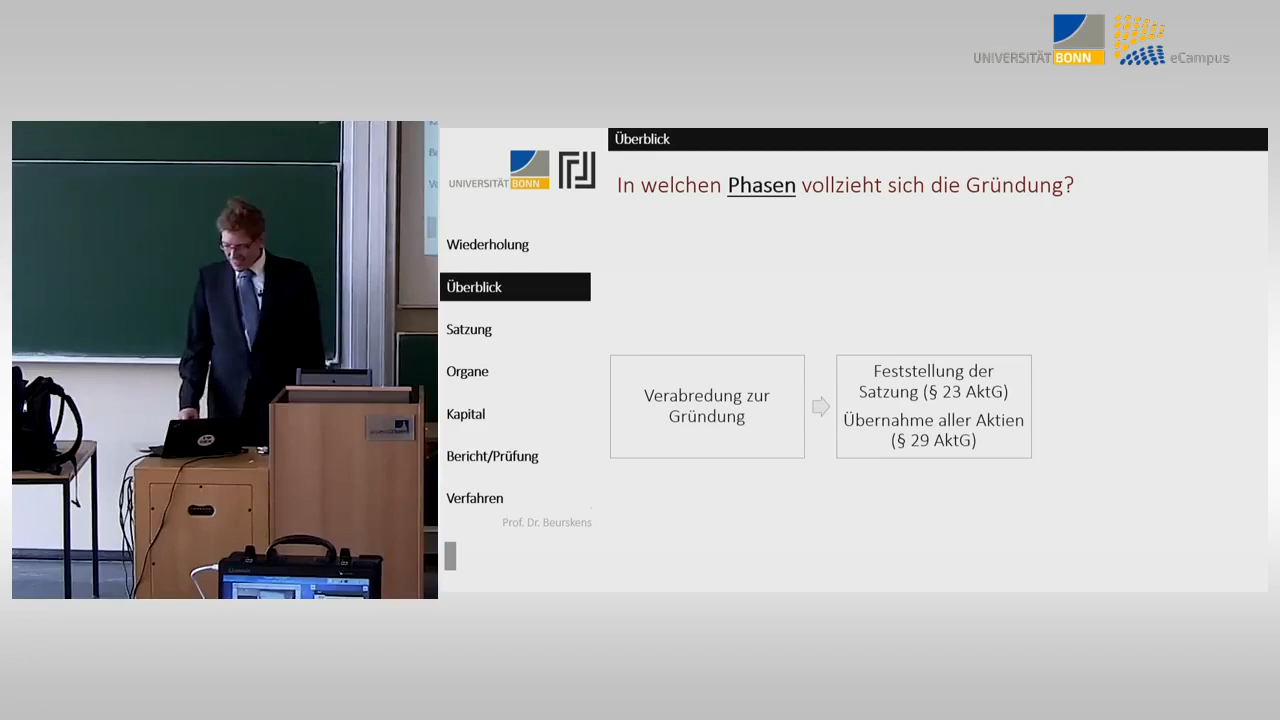 UNIVERSITÄT BONN
eCampus
Überblick
UNIVERSITÄT BONN
In welchen Phasen vollzieht sich die Gründung?
Wiederholung
Überblick
Satzung
Organe
Kapital
Bericht/Prüfung
Verfahren
Prof. Dr. Beurskens
Verabredung zur
Gründung
Feststellung der
Satzung (§ 23 AktG)
Übernahme aller Aktien
(§ 29 AktG)